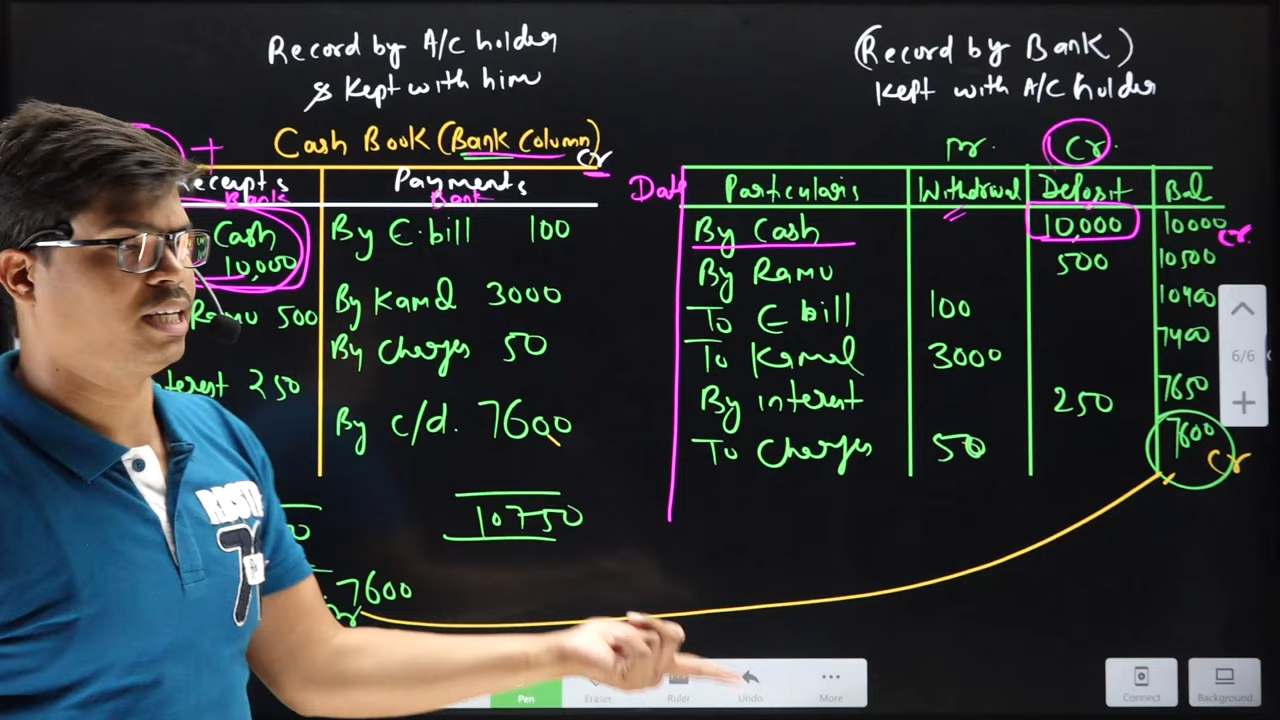 Record by A/C holder
& Kept with him
Cash Book (Bank Column)
Cr
Receipts
Bank
Cash
10,000
Ramu 500
interest 250
Payments
Bank
By E.bill 100
By Kamal 3000
By Charges 50
By c/d. 7600
10750
7600
(Record by Bank)
Kept with A/C holder
Dr. Cr.
Date Particulars Withdrawal Deposit Bal
By Cash 10,000 10000 Cr.
By Ramu 500 10500
To E bill 100 10400
To Kamal 3000 7400
By interest 250 7650
To Charges 50 7600 Cr
6/6
Pen Eraser Ruler Undo More
Connect Background